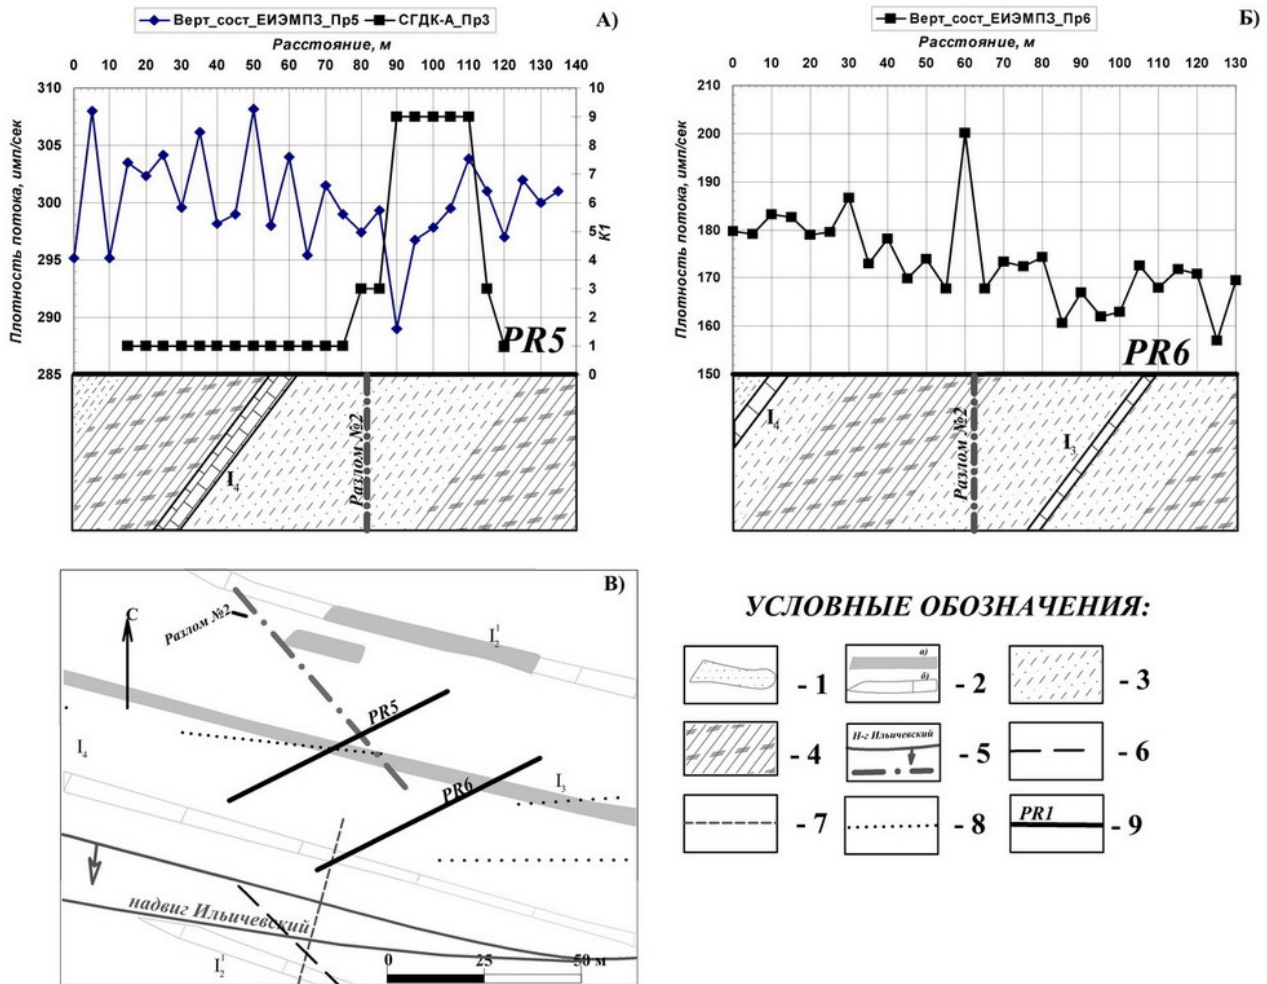 Верт_сост_ЕИЭМПЗ_Пр5 СГДК-А_Пр3
А)
Расстояние, м
0 10 20 30 40 50 60 70 80 90 100 110 120 130 140
Плотность потока, имп/сек
310
305
300
295
290
285
10
9
8
7
6
5
4
3
2
1
0
К1
PR5
I4
Разлом №2
Верт_сост_ЕИЭМПЗ_Пр6
Б)
Расстояние, м
0 10 20 30 40 50 60 70 80 90 100 110 120 130
Плотность потока, имп/сек
210
200
190
180
170
160
150
PR6
I4
Разлом №2
I3
В)
С
Разлом №2
I21
PR5
I4
PR6
I3
надвиг Ильичевский
I21
0 25 50 м
УСЛОВНЫЕ ОБОЗНАЧЕНИЯ:
- 1
а)
б)
- 2
- 3
- 4
Н-г Ильичевский
- 5
- 6
- 7
- 8
PR1
- 9